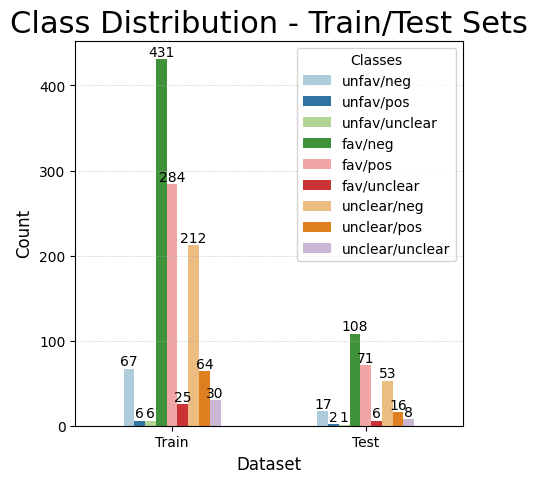 Class Distribution - Train/Test Sets
Classes
unfav/neg
unfav/pos
unfav/unclear
fav/neg
fav/pos
fav/unclear
unclear/neg
unclear/pos
unclear/unclear
Count
400
300
200
100
0
67
6
6
431
284
25
212
64
30
17
2
1
108
71
6
53
16
8
Train
Test
Dataset